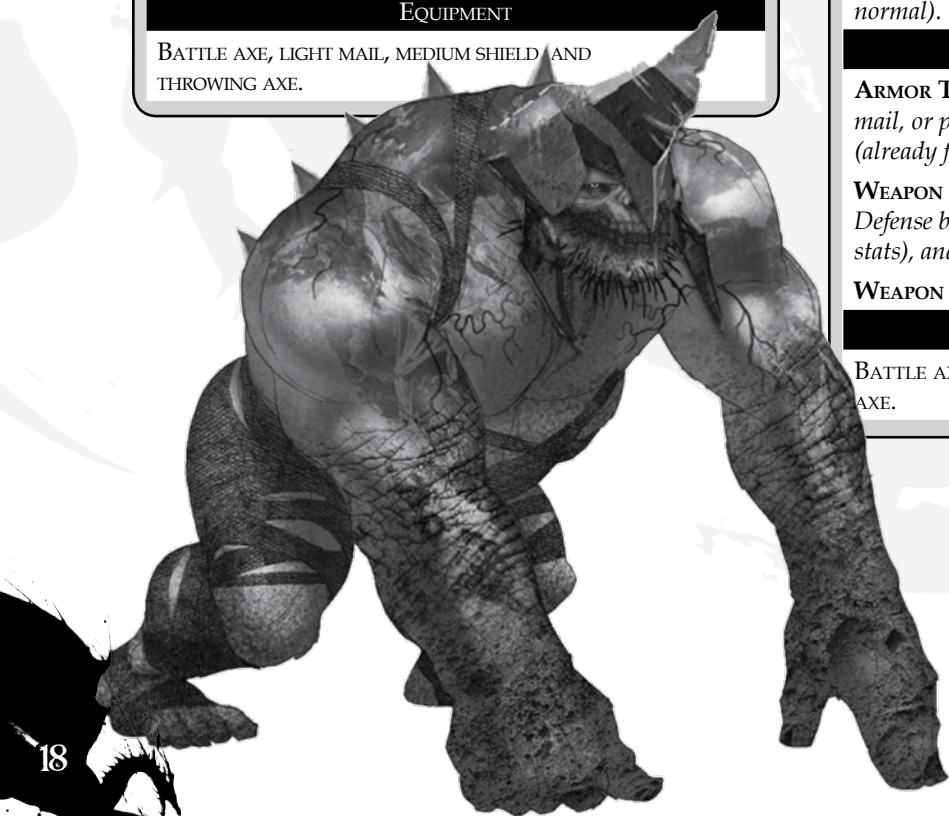 Equipment
Battle axe, light mail, medium shield, and
throwing axe.
normal).
Armor T
mail, or p
(already f
Weapon
Defense b
stats), and
Weapon
Battle ax
axe.
18